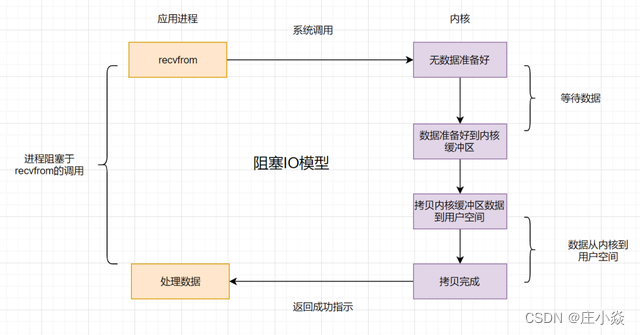 应用进程
内核
系统调用
recvfrom
无数据准备好
等待数据
数据准备好到内核
缓冲区
进程阻塞于
recvfrom的调用
阻塞IO模型
拷贝内核缓冲区数据
到用户空间
数据从内核到
用户空间
处理数据
拷贝完成
返回成功指示
CSDN @庄小焱